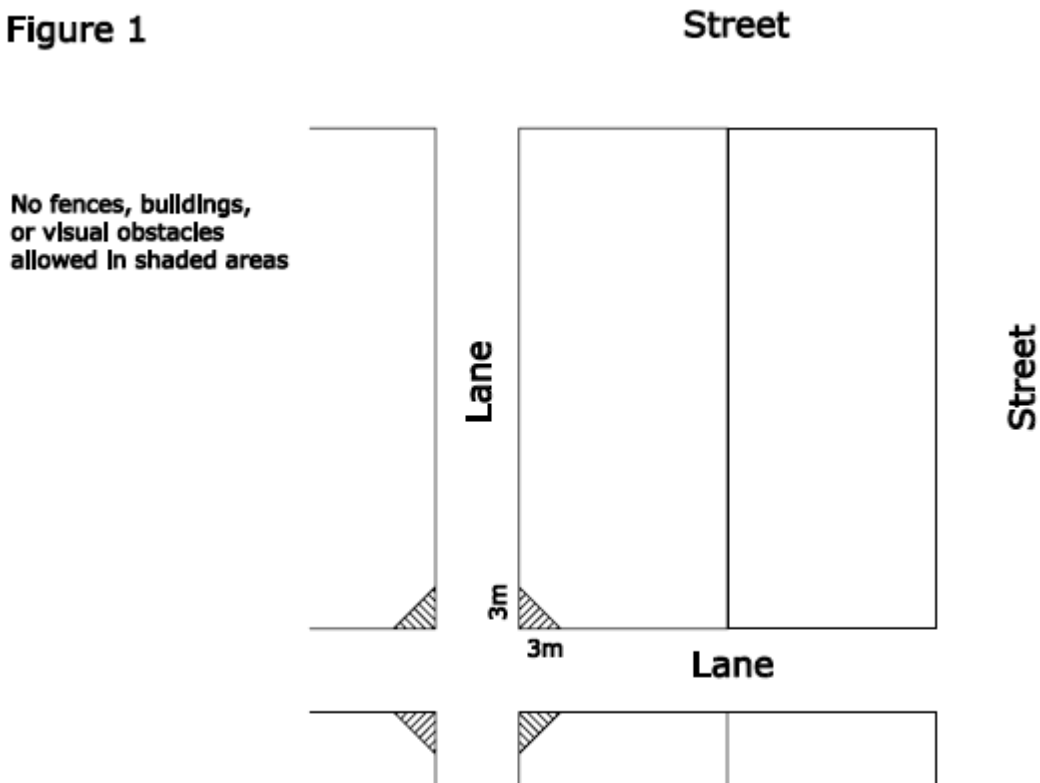 Figure 1
Street
No fences, buildings,
or visual obstacles
allowed in shaded areas
Lane
Street
3m
3m
Lane